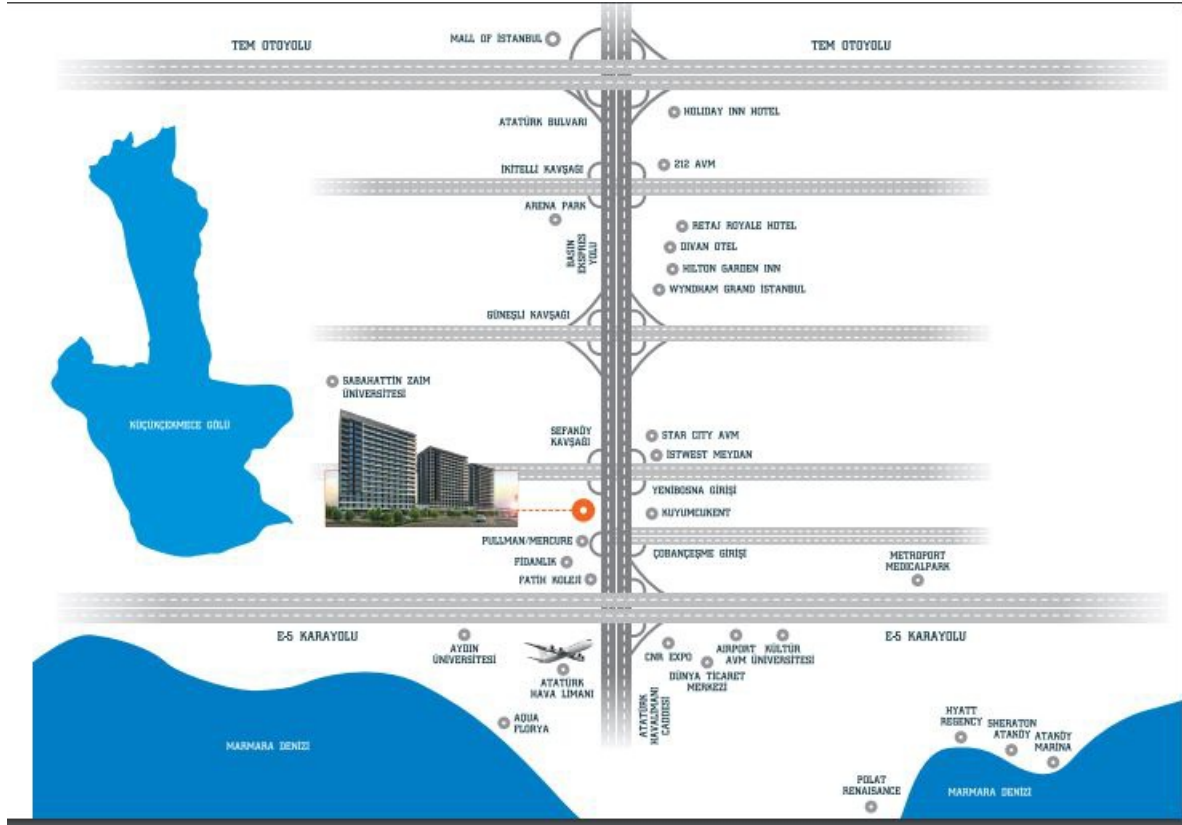 MALL OF İSTANBUL
TEM OTOYOLU
TEM OTOYOLU
HOLIDAY INN HOTEL
ATATÜRK BULVARI
212 AVM
İKİTELLİ KAVŞAĞI
ARENA PARK
RETAJ ROYALE HOTEL
BASIN
EKSPRES
YOLU
DIVAN OTEL
HILTON GARDEN INN
WYNDHAM GRAND İSTANBUL
GÜNEŞLİ KAVŞAĞI
SABAHATTİN ZAİM
ÜNİVERSİTESİ
KÜÇÜKÇEKMECE GÖLÜ
SEFAKÖY
KAVŞAĞI
STAR CITY AVM
İSTWEST MEYDAN
YENİBOSNA GİRİŞİ
KUYUMCUKENT
PULLMAN/MERCURE
ÇOBANÇEŞME GİRİŞİ
FİDANLIK
FATİH KOLEJİ
METROPORT
MEDICALPARK
E-5 KARAYOLU
E-5 KARAYOLU
AYDIN
ÜNİVERSİTESİ
ATATÜRK
HAVA LİMANI
CNR EXPO
AIRPORT
AVM
KÜLTÜR
ÜNİVERSİTESİ
DÜNYA TİCARET
MERKEZİ
ATATÜRK
HAVALİMANI
CADDESİ
AQUA
FLORYA
MARMARA DENİZİ
HYATT
REGENCY
SHERATON
ATAKÖY
ATAKÖY
MARINA
POLAT
RENAISANCE
MARMARA DENİZİ